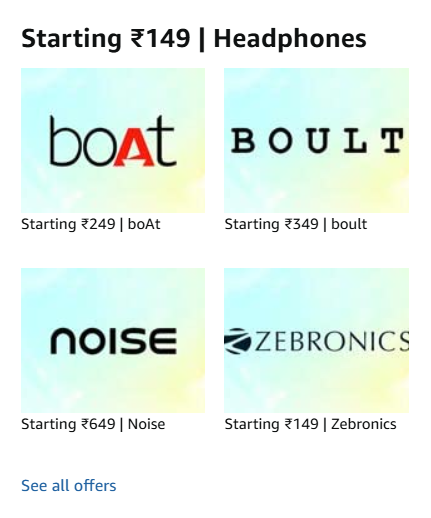 Starting ₹149 | Headphones
boAt
BOULT
Starting ₹249 | boAt
Starting ₹349 | boult
noise
ZEBRONICS
Starting ₹649 | Noise
Starting ₹149 | Zebronics
See all offers